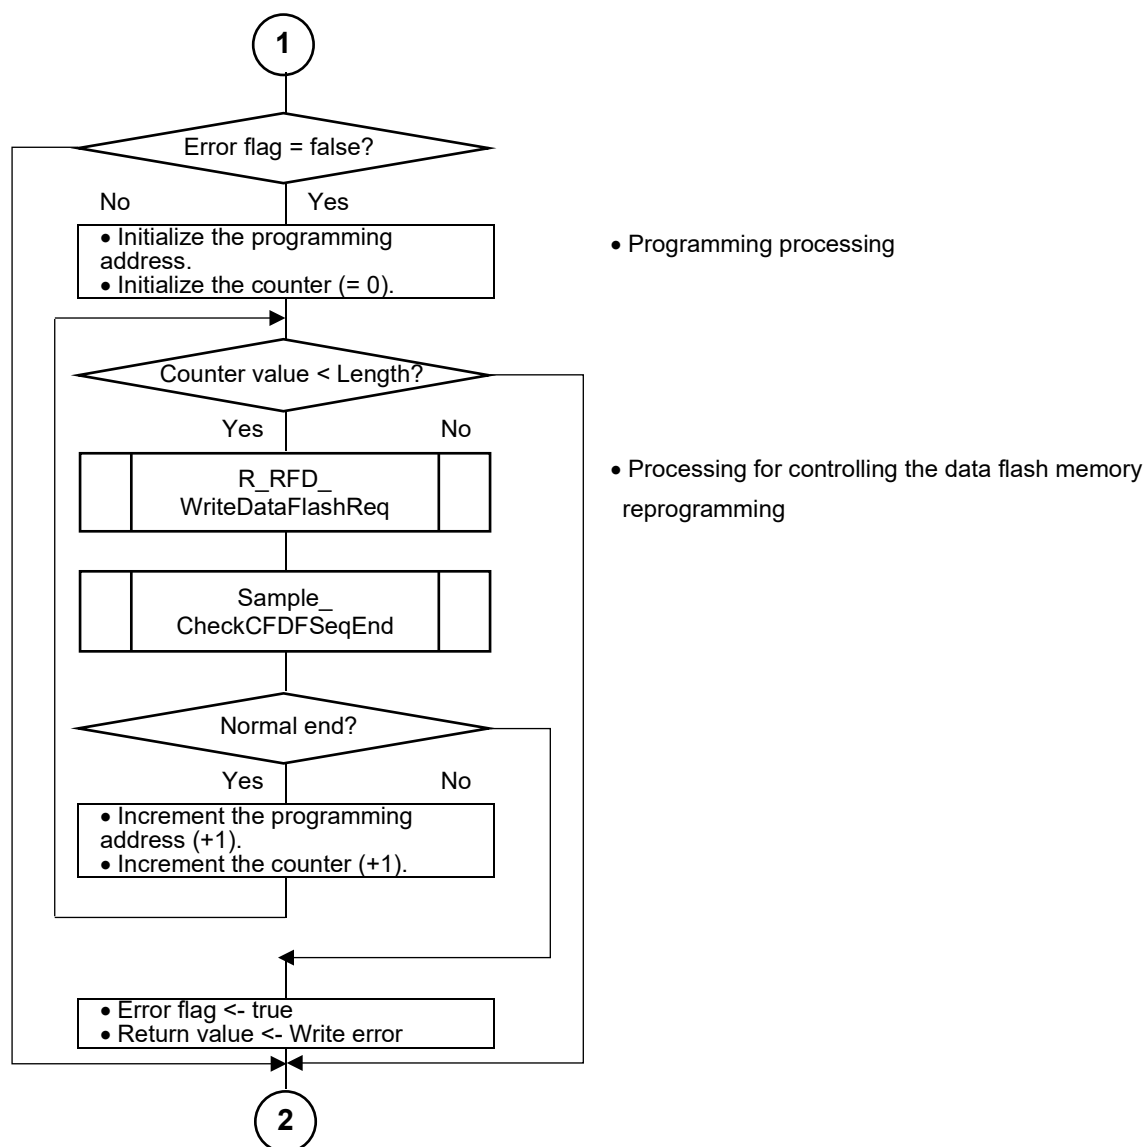 1
Error flag = false?
No
Yes
• Initialize the programming
address.
• Initialize the counter (= 0).
• Programming processing
Counter value < Length?
Yes
No
R_RFD_
WriteDataFlashReq
• Processing for controlling the data flash memory
reprogramming
Sample_
CheckCFDFSeqEnd
Normal end?
Yes
No
• Increment the programming
address (+1).
• Increment the counter (+1).
• Error flag <- true
• Return value <- Write error
2